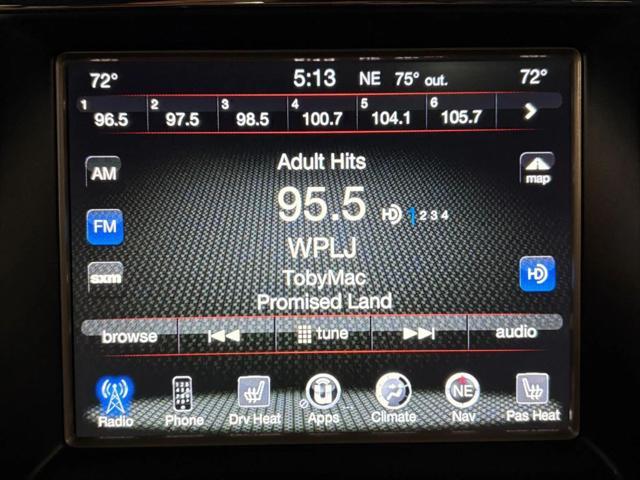 72° 5:13 NE 75° out. 72°
1 96.5 2 97.5 3 98.5 4 100.7 5 104.1 6 105.7
Adult Hits
AM map
95.5 HD 1 2 3 4
FM
WPLJ
sxm TobyMac HD
Promised Land
browse tune audio
Radio Phone Drv Heat U Apps Climate NE Nav Pas Heat